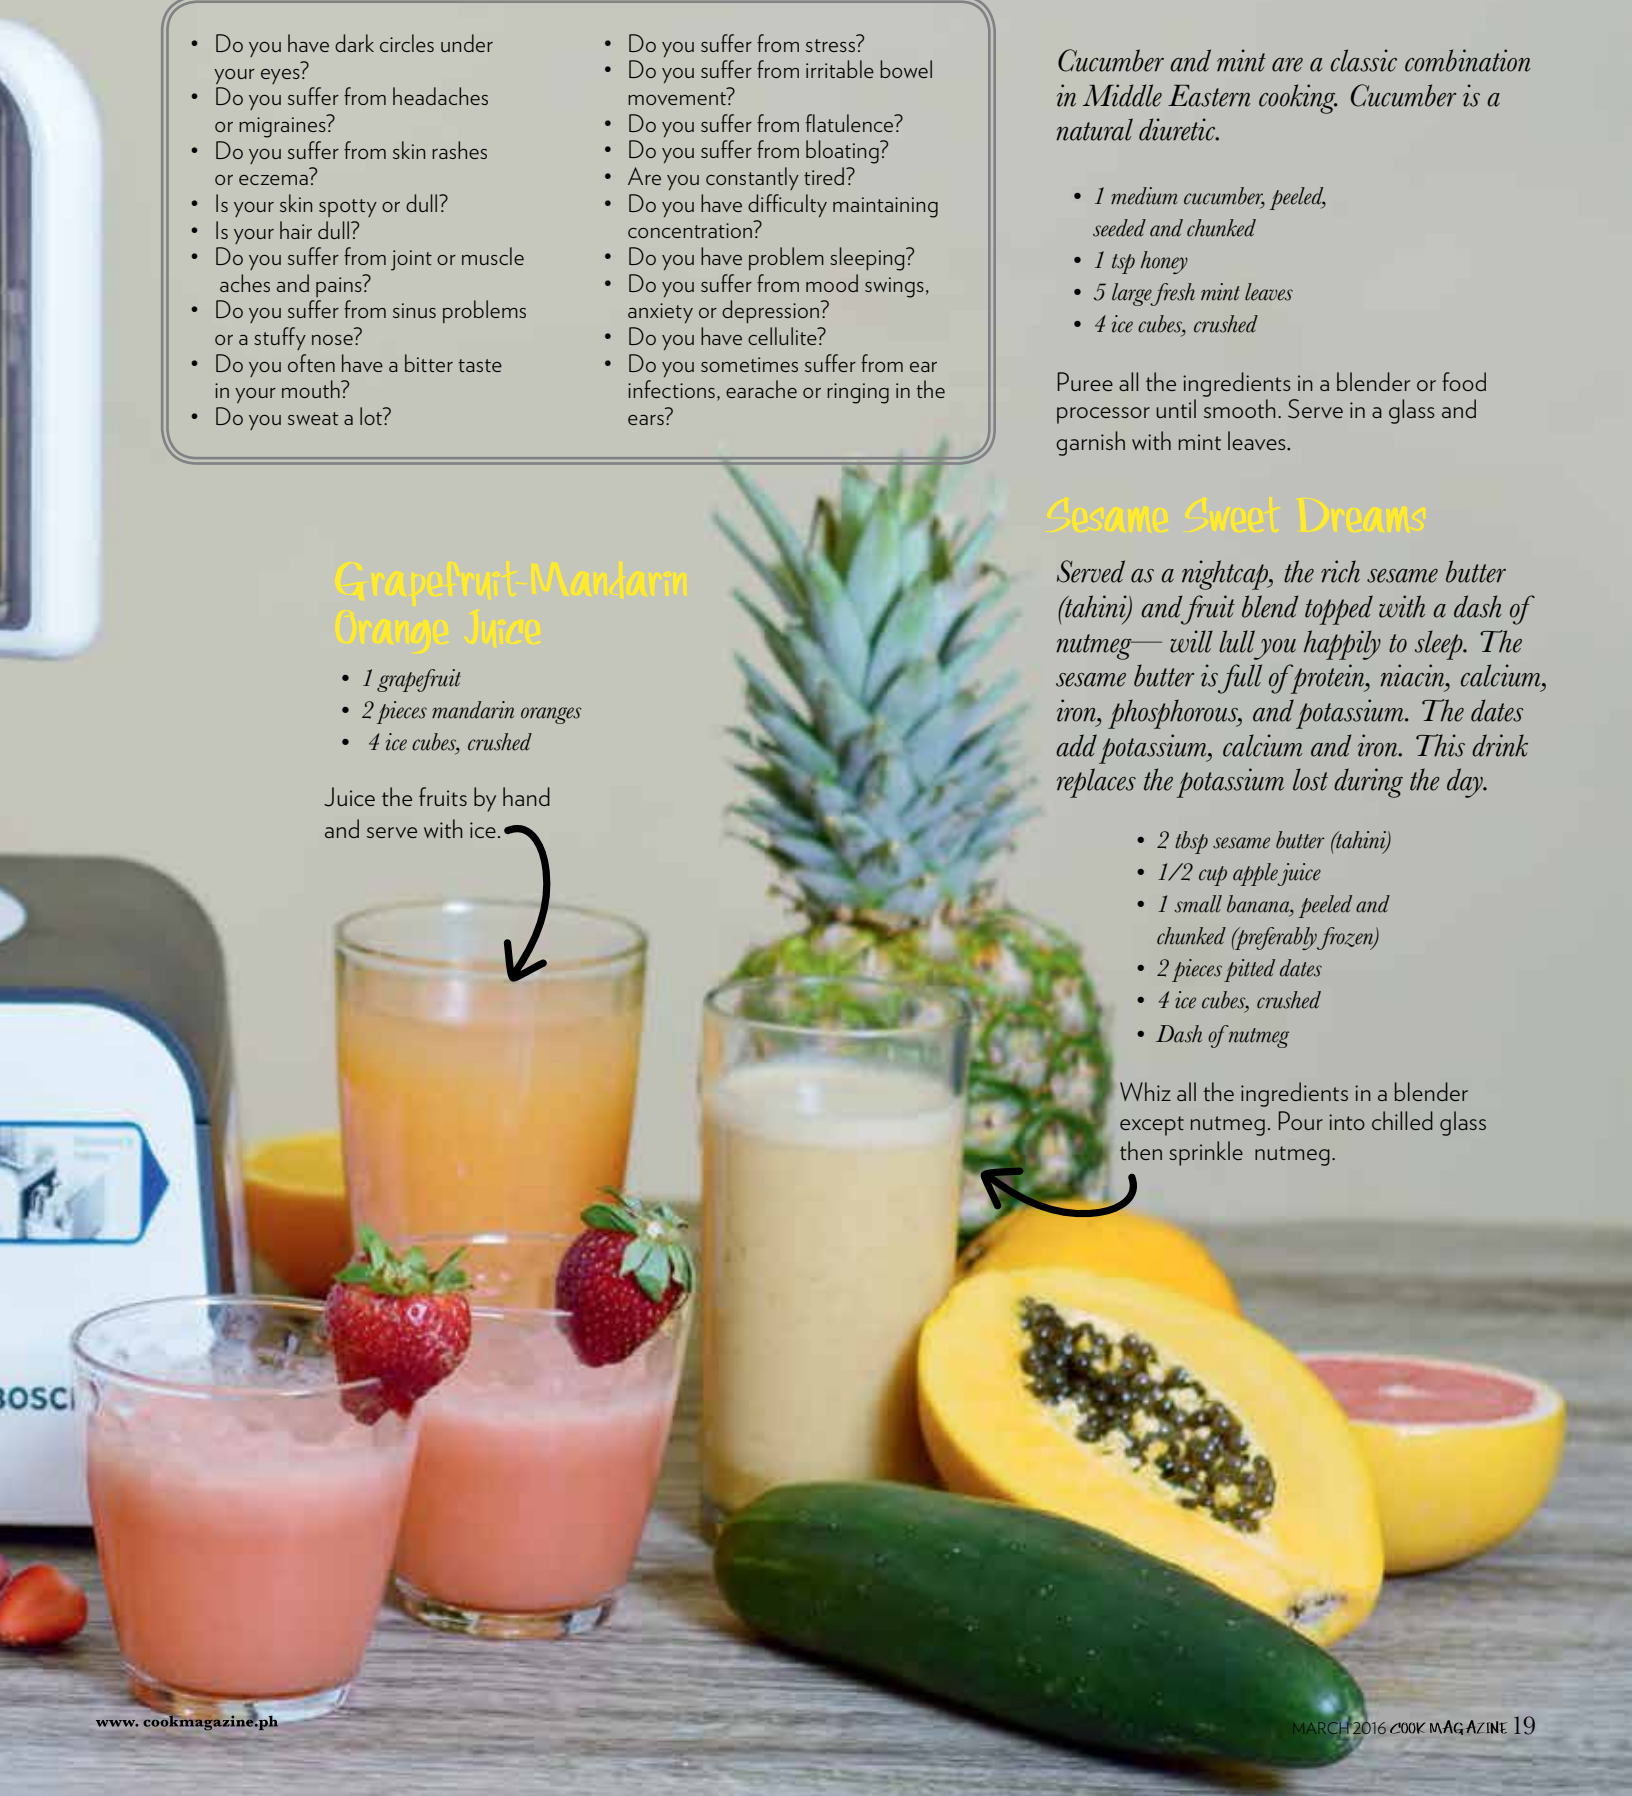 • Do you have dark circles under
your eyes?
• Do you suffer from headaches
or migraines?
• Do you suffer from skin rashes
or eczema?
• Is your skin spotty or dull?
• Is your hair dull?
• Do you suffer from joint or muscle
aches and pains?
• Do you suffer from sinus problems
or a stuffy nose?
• Do you often have a bitter taste
in your mouth?
• Do you sweat a lot?
• Do you suffer from stress?
• Do you suffer from irritable bowel
movement?
• Do you suffer from flatulence?
• Do you suffer from bloating?
• Are you constantly tired?
• Do you have difficulty maintaining
concentration?
• Do you have problem sleeping?
• Do you suffer from mood swings,
anxiety or depression?
• Do you have cellulite?
• Do you sometimes suffer from ear
infections, earache or ringing in the
ears?
Cucumber and mint are a classic combination
in Middle Eastern cooking. Cucumber is a
natural diuretic.
• 1 medium cucumber, peeled,
seeded and chunked
• 1 tsp honey
• 5 large fresh mint leaves
• 4 ice cubes, crushed
Puree all the ingredients in a blender or food
processor until smooth. Serve in a glass and
garnish with mint leaves.
Grapefruit-Mandarin
Orange Juice
• 1 grapefruit
• 2 pieces mandarin oranges
• 4 ice cubes, crushed
Juice the fruits by hand
and serve with ice.
Sesame Sweet Dreams
Served as a nightcap, the rich sesame butter
(tahini) and fruit blend topped with a dash of
nutmeg— will lull you happily to sleep. The
sesame butter is full of protein, niacin, calcium,
iron, phosphorous, and potassium. The dates
add potassium, calcium and iron. This drink
replaces the potassium lost during the day.
• 2 tbsp sesame butter (tahini)
• 1/2 cup apple juice
• 1 small banana, peeled and
chunked (preferably frozen)
• 2 pieces pitted dates
• 4 ice cubes, crushed
• Dash of nutmeg
Whiz all the ingredients in a blender
except nutmeg. Pour into chilled glass
then sprinkle nutmeg.
BOSC
www. cookmagazine.ph
MARCH 2016 COOK MAGAZINE 19